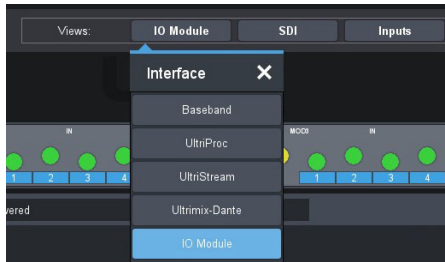 Views: IO Module SDI Inputs
Interface
Baseband
UltriProc
IN MOD3 IN
UltriStream
1 2 3 4 1 2 3 4
Ultrimix-Dante
vered
IO Module